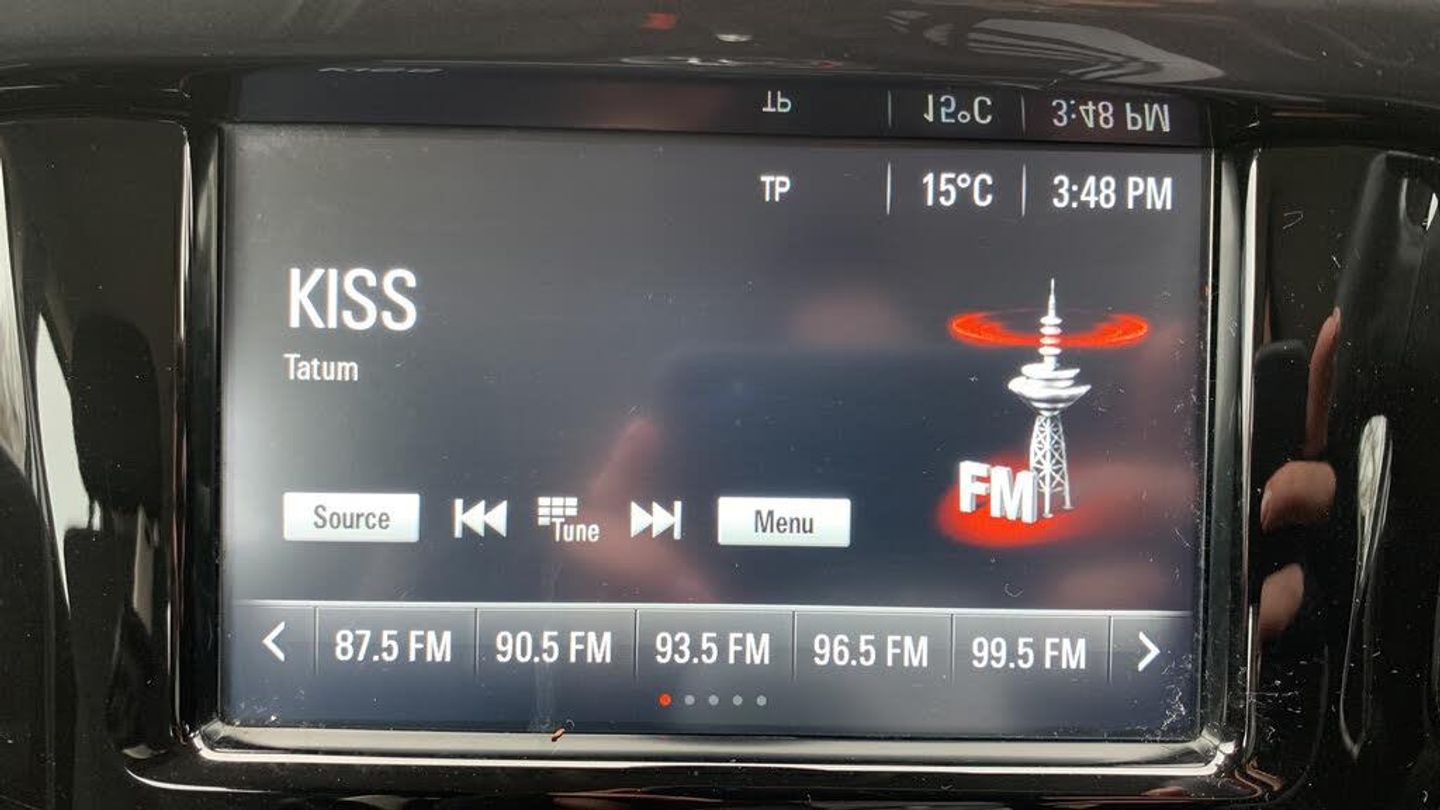 TP 15°C 3:48 PM
TP 15°C 3:48 PM
KISS
Tatum
FM
Source Tune Menu
87.5 FM 90.5 FM 93.5 FM 96.5 FM 99.5 FM